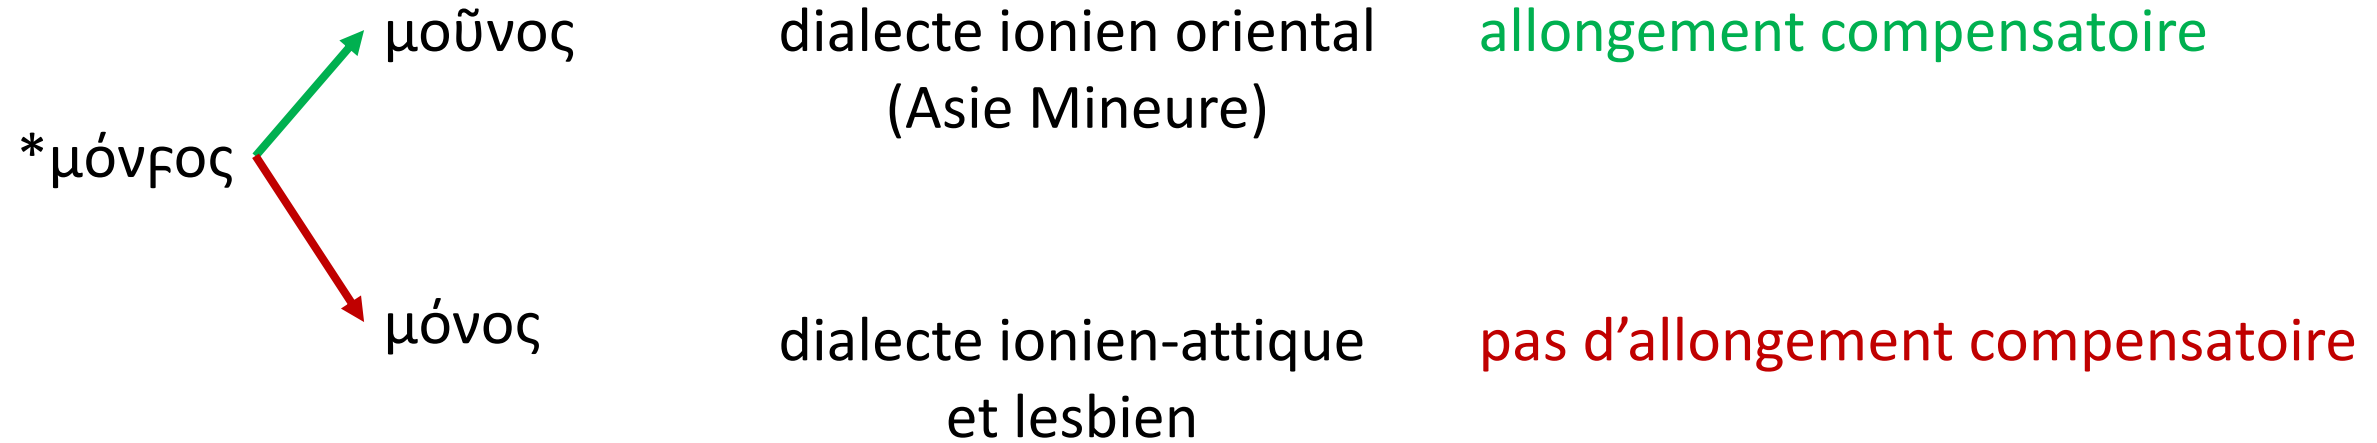 μοῦνος dialecte ionien oriental allongement compensatoire
(Asie Mineure)
*μόνϝος
μόνος dialecte ionien-attique pas d’allongement compensatoire
et lesbien